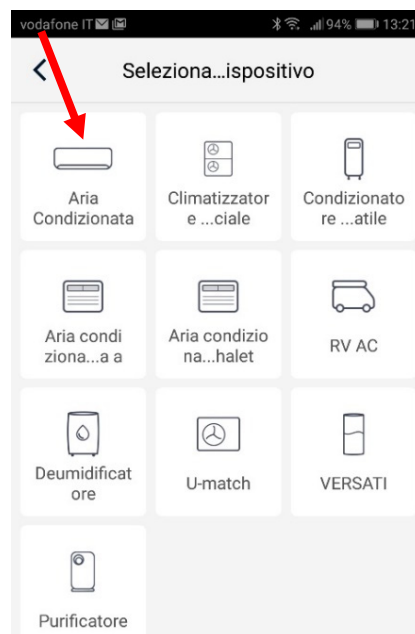 vodafone IT 94% 13:21
Seleziona...ispositivo
Aria
Condizionata
Climatizzator
e ...ciale
Condizionato
re ...atile
Aria condi
ziona...a a
Aria condizio
na...halet
RV AC
Deumidificat
ore
U-match
VERSATI
Purificatore